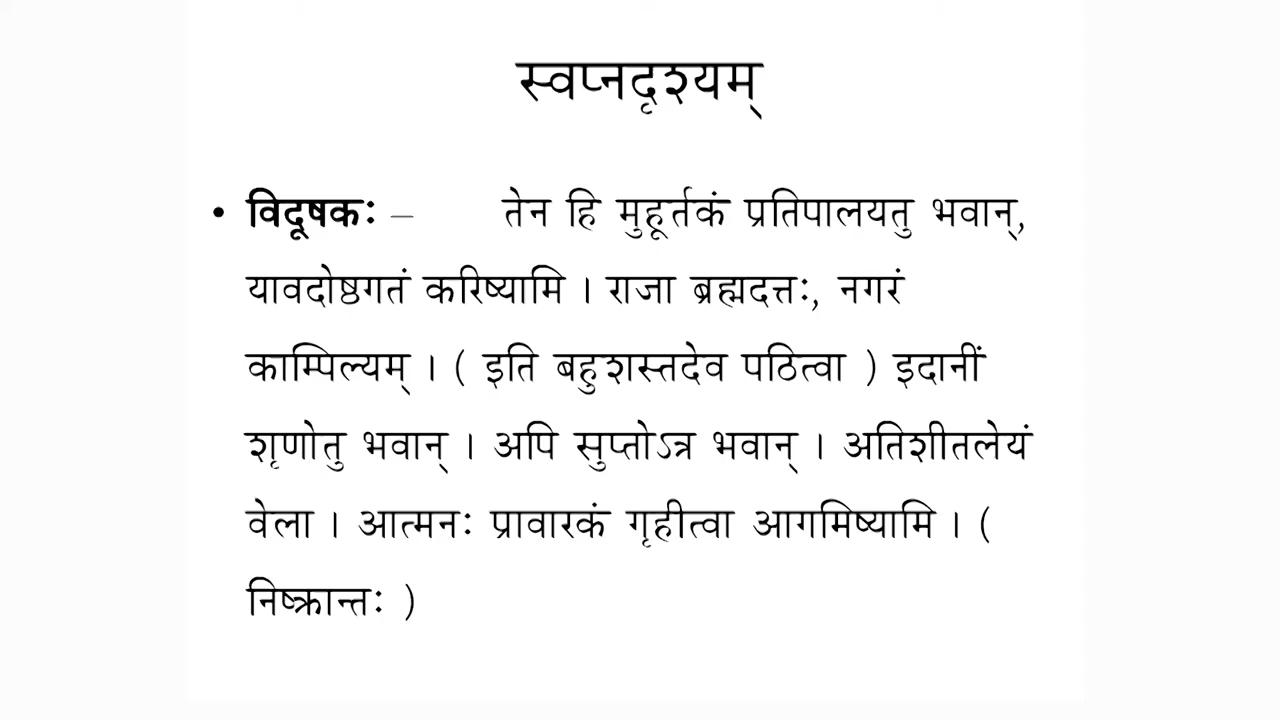 स्वप्नदृश्यम्
• विदूषकः – तेन हि मुहूर्तकं प्रतिपालयतु भवान्,
यावदोष्ठगतं करिष्यामि । राजा ब्रह्मदत्तः, नगरं
काम्पिल्यम् । ( इति बहुशस्तदेव पठित्वा ) इदानीं
शृणोतु भवान् । अपि सुप्तोऽत्र भवान् । अतिशीतलेयं
वेला । आत्मनः प्रावारकं गृहीत्वा आगमिष्यामि । (
निष्क्रान्तः )